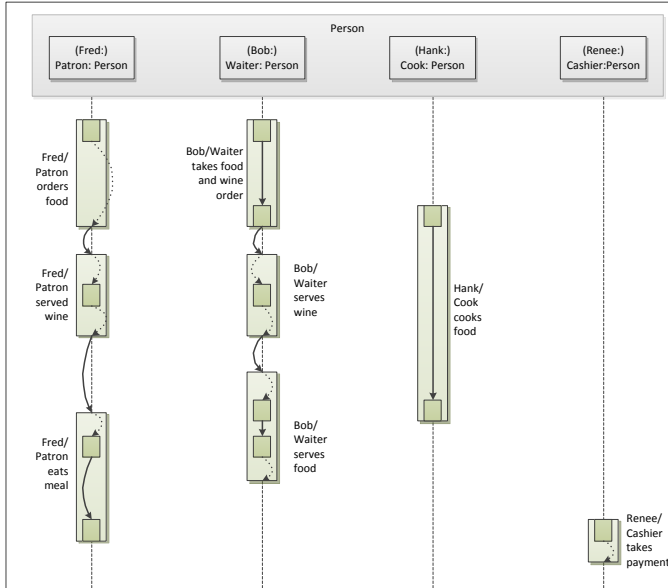 Person
(Fred:)
Patron: Person
(Bob:)
Waiter: Person
(Hank:)
Cook: Person
(Renee:)
Cashier:Person
Fred/
Patron
orders
food
Bob/Waiter
takes food
and wine
order
Fred/
Patron
served
wine
Bob/
Waiter
serves
wine
Hank/
Cook
cooks
food
Fred/
Patron
eats
meal
Bob/
Waiter
serves
food
Renee/
Cashier
takes
payment